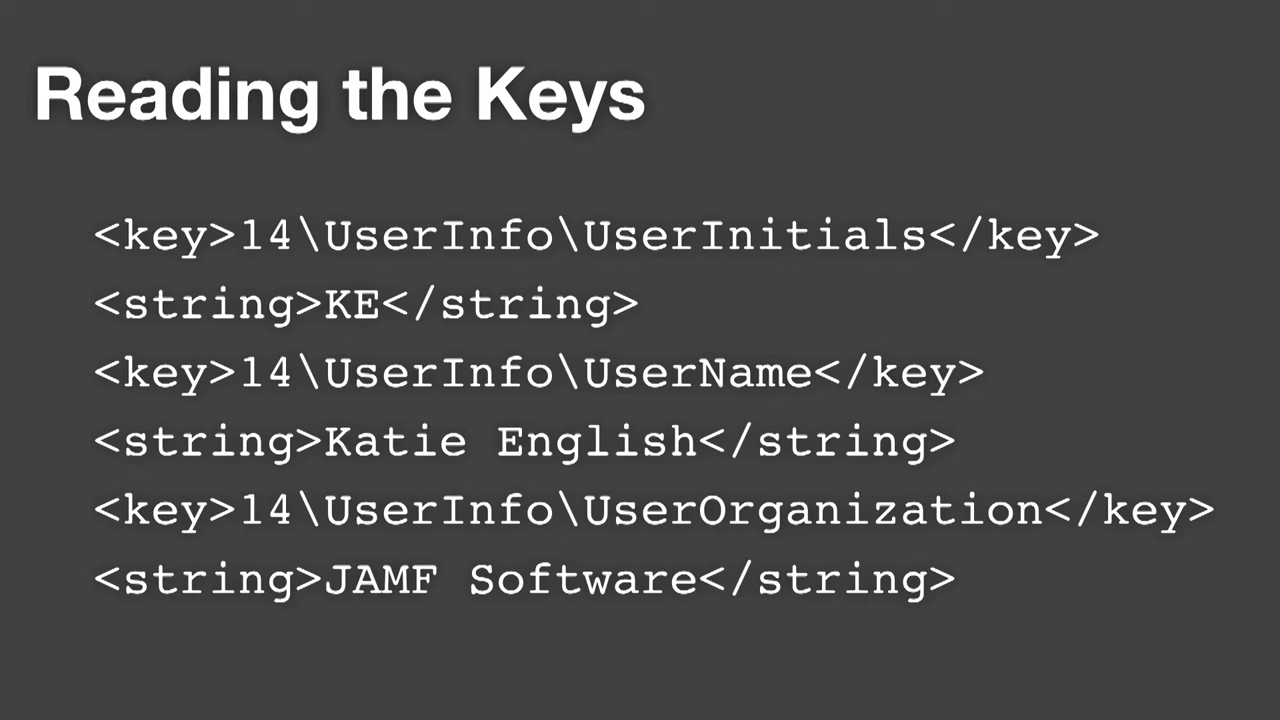 Reading the Keys
<key>14\UserInfo\UserInitials</key>
<string>KE</string>
<key>14\UserInfo\UserName</key>
<string>Katie English</string>
<key>14\UserInfo\UserOrganization</key>
<string>JAMF Software</string>